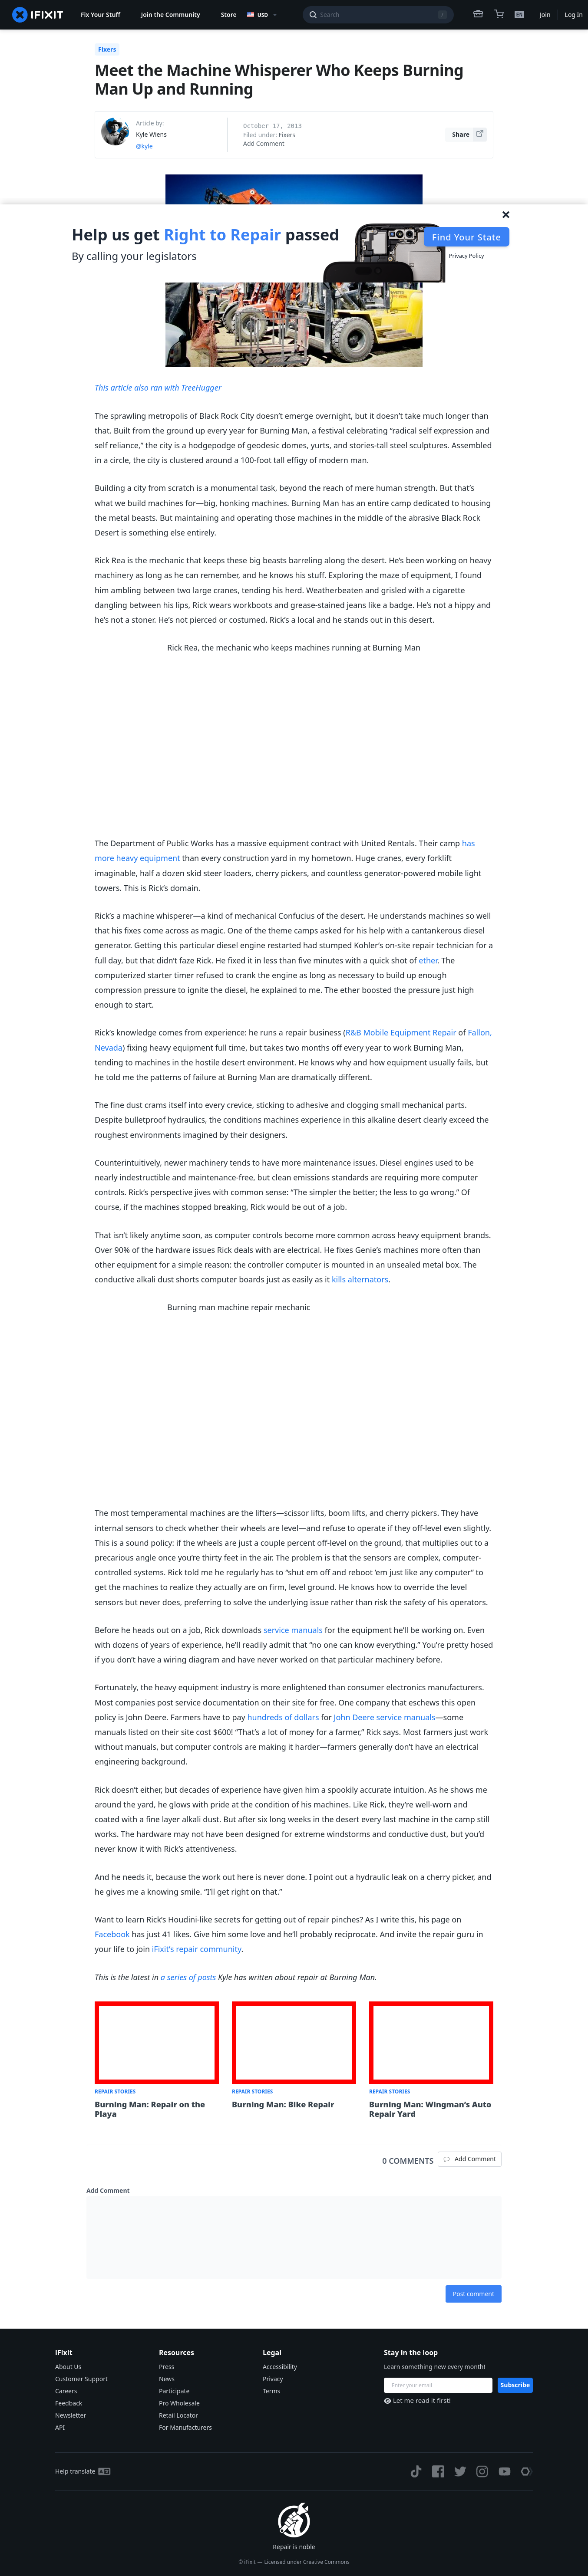 IFIXIT
Fix Your Stuff
Join the Community
Store
USD
Search
/
EN
Join
Log In
Fixers
Meet the Machine Whisperer Who Keeps Burning
Man Up and Running
Article by:
Kyle Wiens
@kyle
October 17, 2013
Filed under: Fixers
Add Comment
Share
Help us get Right to Repair passed
By calling your legislators
Find Your State
Privacy Policy
This article also ran with TreeHugger
The sprawling metropolis of Black Rock City doesn’t emerge overnight, but it doesn’t take much longer than
that. Built from the ground up every year for Burning Man, a festival celebrating “radical self expression and
self reliance,” the city is a hodgepodge of geodesic domes, yurts, and stories-tall steel sculptures. Assembled
in a circle, the city is clustered around a 100-foot tall effigy of modern man.
Building a city from scratch is a monumental task, beyond the reach of mere human strength. But that’s
what we build machines for—big, honking machines. Burning Man has an entire camp dedicated to housing
the metal beasts. But maintaining and operating those machines in the middle of the abrasive Black Rock
Desert is something else entirely.
Rick Rea is the mechanic that keeps these big beasts barreling along the desert. He’s been working on heavy
machinery as long as he can remember, and he knows his stuff. Exploring the maze of equipment, I found
him ambling between two large cranes, tending his herd. Weatherbeaten and grisled with a cigarette
dangling between his lips, Rick wears workboots and grease-stained jeans like a badge. He’s not a hippy and
he’s not a stoner. He’s not pierced or costumed. Rick’s a local and he stands out in this desert.
Rick Rea, the mechanic who keeps machines running at Burning Man
The Department of Public Works has a massive equipment contract with United Rentals. Their camp has
more heavy equipment than every construction yard in my hometown. Huge cranes, every forklift
imaginable, half a dozen skid steer loaders, cherry pickers, and countless generator-powered mobile light
towers. This is Rick’s domain.
Rick’s a machine whisperer—a kind of mechanical Confucius of the desert. He understands machines so well
that his fixes come across as magic. One of the theme camps asked for his help with a cantankerous diesel
generator. Getting this particular diesel engine restarted had stumped Kohler’s on-site repair technician for a
full day, but that didn’t faze Rick. He fixed it in less than five minutes with a quick shot of ether. The
computerized starter timer refused to crank the engine as long as necessary to build up enough
compression pressure to ignite the diesel, he explained to me. The ether boosted the pressure just high
enough to start.
Rick’s knowledge comes from experience: he runs a repair business (R&B Mobile Equipment Repair of Fallon,
Nevada) fixing heavy equipment full time, but takes two months off every year to work Burning Man,
tending to machines in the hostile desert environment. He knows why and how equipment usually fails, but
he told me the patterns of failure at Burning Man are dramatically different.
The fine dust crams itself into every crevice, sticking to adhesive and clogging small mechanical parts.
Despite bulletproof hydraulics, the conditions machines experience in this alkaline desert clearly exceed the
roughest environments imagined by their designers.
Counterintuitively, newer machinery tends to have more maintenance issues. Diesel engines used to be
nearly indestructible and maintenance-free, but clean emissions standards are requiring more computer
controls. Rick’s perspective jives with common sense: “The simpler the better; the less to go wrong.” Of
course, if the machines stopped breaking, Rick would be out of a job.
That isn’t likely anytime soon, as computer controls become more common across heavy equipment brands.
Over 90% of the hardware issues Rick deals with are electrical. He fixes Genie’s machines more often than
other equipment for a simple reason: the controller computer is mounted in an unsealed metal box. The
conductive alkali dust shorts computer boards just as easily as it kills alternators.
Burning man machine repair mechanic
The most temperamental machines are the lifters—scissor lifts, boom lifts, and cherry pickers. They have
internal sensors to check whether their wheels are level—and refuse to operate if they off-level even slightly.
This is a sound policy: if the wheels are just a couple percent off-level on the ground, that multiplies out to a
precarious angle once you’re thirty feet in the air. The problem is that the sensors are complex, computer-
controlled systems. Rick told me he regularly has to “shut em off and reboot ’em just like any computer” to
get the machines to realize they actually are on firm, level ground. He knows how to override the level
sensors but never does, preferring to solve the underlying issue rather than risk the safety of his operators.
Before he heads out on a job, Rick downloads service manuals for the equipment he’ll be working on. Even
with dozens of years of experience, he’ll readily admit that “no one can know everything.” You’re pretty hosed
if you don’t have a wiring diagram and have never worked on that particular machinery before.
Fortunately, the heavy equipment industry is more enlightened than consumer electronics manufacturers.
Most companies post service documentation on their site for free. One company that eschews this open
policy is John Deere. Farmers have to pay hundreds of dollars for John Deere service manuals—some
manuals listed on their site cost $600! “That’s a lot of money for a farmer,” Rick says. Most farmers just work
without manuals, but computer controls are making it harder—farmers generally don’t have an electrical
engineering background.
Rick doesn’t either, but decades of experience have given him a spookily accurate intuition. As he shows me
around the yard, he glows with pride at the condition of his machines. Like Rick, they’re well-worn and
coated with a fine layer alkali dust. But after six long weeks in the desert every last machine in the camp still
works. The hardware may not have been designed for extreme windstorms and conductive dust, but you’d
never know it with Rick’s attentiveness.
And he needs it, because the work out here is never done. I point out a hydraulic leak on a cherry picker, and
he gives me a knowing smile. “I’ll get right on that.”
Want to learn Rick’s Houdini-like secrets for getting out of repair pinches? As I write this, his page on
Facebook has just 41 likes. Give him some love and he’ll probably reciprocate. And invite the repair guru in
your life to join iFixit’s repair community.
This is the latest in a series of posts Kyle has written about repair at Burning Man.
REPAIR STORIES
Burning Man: Repair on the
Playa
REPAIR STORIES
Burning Man: Bike Repair
REPAIR STORIES
Burning Man: Wingman’s Auto
Repair Yard
0 COMMENTS
Add Comment
Add Comment
Post comment
iFixit
About Us
Customer Support
Careers
Feedback
Newsletter
API
Resources
Press
News
Participate
Pro Wholesale
Retail Locator
For Manufacturers
Legal
Accessibility
Privacy
Terms
Stay in the loop
Learn something new every month!
Enter your email
Subscribe
Let me read it first!
Help translate
Repair is noble
© iFixit — Licensed under Creative Commons